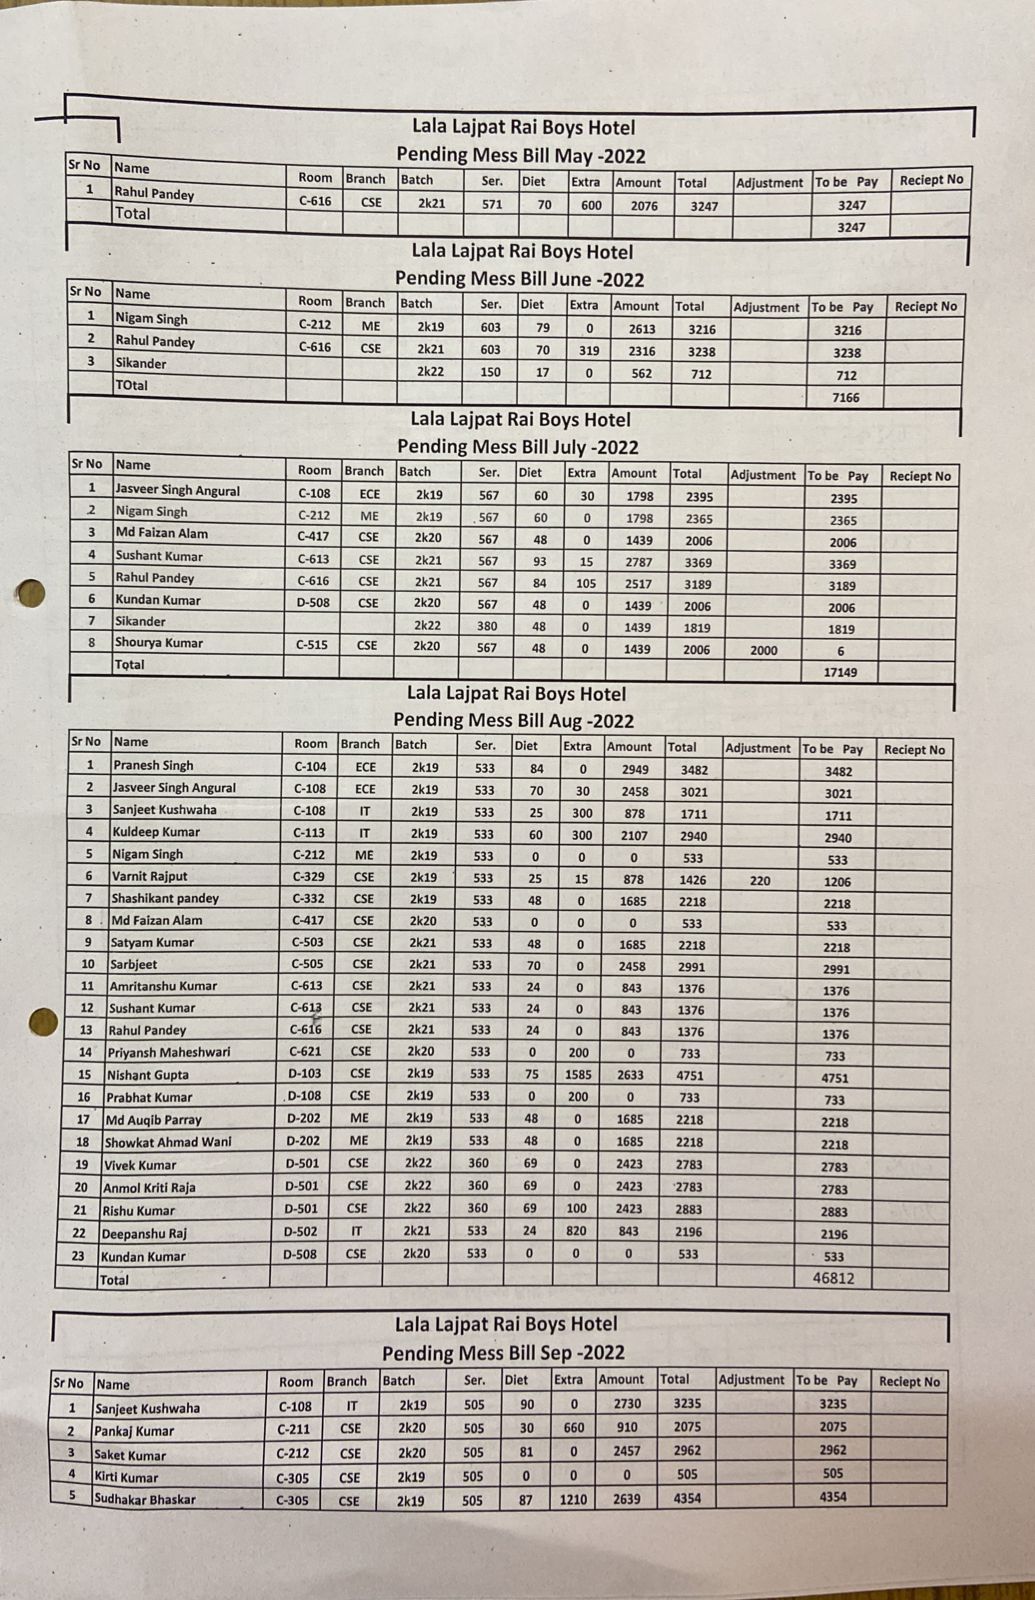 Lala Lajpat Rai Boys Hotel
Pending Mess Bill May -2022
Sr No Name Room Branch Batch Ser. Diet Extra Amount Total Adjustment To be Pay Reciept No
1 Rahul Pandey C-616 CSE 2k21 571 70 600 2076 3247 3247
Total 3247
Lala Lajpat Rai Boys Hotel
Pending Mess Bill June -2022
Sr No Name Room Branch Batch Ser. Diet Extra Amount Total Adjustment To be Pay Reciept No
1 Nigam Singh C-212 ME 2k19 603 79 0 2613 3216 3216
2 Rahul Pandey C-616 CSE 2k21 603 70 319 2316 3238 3238
3 Sikander 2k22 150 17 0 562 712 712
TOtal 7166
Lala Lajpat Rai Boys Hotel
Pending Mess Bill July -2022
Sr No Name Room Branch Batch Ser. Diet Extra Amount Total Adjustment To be Pay Reciept No
1 Jasveer Singh Angural C-108 ECE 2k19 567 60 30 1798 2395 2395
2 Nigam Singh C-212 ME 2k19 567 60 0 1798 2365 2365
3 Md Faizan Alam C-417 CSE 2k20 567 48 0 1439 2006 2006
4 Sushant Kumar C-613 CSE 2k21 567 93 15 2787 3369 3369
5 Rahul Pandey C-616 CSE 2k21 567 84 105 2517 3189 3189
6 Kundan Kumar D-508 CSE 2k20 567 48 0 1439 2006 2006
7 Sikander 2k22 380 48 0 1439 1819 1819
8 Shourya Kumar C-515 CSE 2k20 567 48 0 1439 2006 2000 6
Total 17149
Lala Lajpat Rai Boys Hotel
Pending Mess Bill Aug -2022
Sr No Name Room Branch Batch Ser. Diet Extra Amount Total Adjustment To be Pay Reciept No
1 Pranesh Singh C-104 ECE 2k19 533 84 0 2949 3482 3482
2 Jasveer Singh Angural C-108 ECE 2k19 533 70 30 2458 3021 3021
3 Sanjeet Kushwaha C-108 IT 2k19 533 25 300 878 1711 1711
4 Kuldeep Kumar C-113 IT 2k19 533 60 300 2107 2940 2940
5 Nigam Singh C-212 ME 2k19 533 0 0 0 533 533
6 Varnit Rajput C-329 CSE 2k19 533 25 15 878 1426 220 1206
7 Shashikant pandey C-332 CSE 2k19 533 48 0 1685 2218 2218
8 Md Faizan Alam C-417 CSE 2k20 533 0 0 0 533 533
9 Satyam Kumar C-503 CSE 2k21 533 48 0 1685 2218 2218
10 Sarbjeet C-505 CSE 2k21 533 70 0 2458 2991 2991
11 Amritanshu Kumar C-613 CSE 2k21 533 24 0 843 1376 1376
12 Sushant Kumar C-613 CSE 2k21 533 24 0 843 1376 1376
13 Rahul Pandey C-616 CSE 2k21 533 24 0 843 1376 1376
14 Priyansh Maheshwari C-621 CSE 2k20 533 0 200 0 733 733
15 Nishant Gupta D-103 CSE 2k19 533 75 1585 2633 4751 4751
16 Prabhat Kumar D-108 CSE 2k19 533 0 200 0 733 733
17 Md Auqib Parray D-202 ME 2k19 533 48 0 1685 2218 2218
18 Showkat Ahmad Wani D-202 ME 2k19 533 48 0 1685 2218 2218
19 Vivek Kumar D-501 CSE 2k22 360 69 0 2423 2783 2783
20 Anmol Kriti Raja D-501 CSE 2k22 360 69 0 2423 2783 2783
21 Rishu Kumar D-501 CSE 2k22 360 69 100 2423 2883 2883
22 Deepanshu Raj D-502 IT 2k21 533 24 820 843 2196 2196
23 Kundan Kumar D-508 CSE 2k20 533 0 0 0 533 533
Total 46812
Lala Lajpat Rai Boys Hotel
Pending Mess Bill Sep -2022
Sr No Name Room Branch Batch Ser. Diet Extra Amount Total Adjustment To be Pay Reciept No
1 Sanjeet Kushwaha C-108 IT 2k19 505 90 0 2730 3235 3235
2 Pankaj Kumar C-211 CSE 2k20 505 30 660 910 2075 2075
3 Saket Kumar C-212 CSE 2k20 505 81 0 2457 2962 2962
4 Kirti Kumar C-305 CSE 2k19 505 0 0 0 505 505
5 Sudhakar Bhaskar C-305 CSE 2k19 505 87 1210 2639 4354 4354